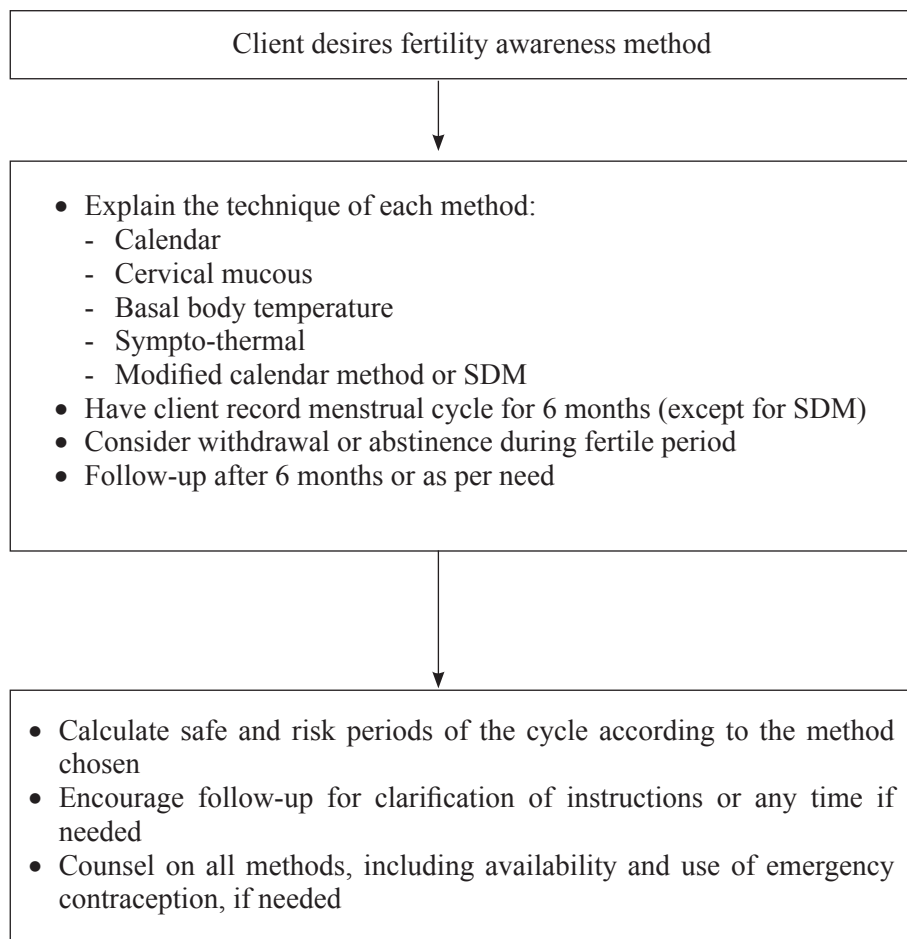 Client desires fertility awareness method
• Explain the technique of each method:
- Calendar
- Cervical mucous
- Basal body temperature
- Sympto-thermal
- Modified calendar method or SDM
• Have client record menstrual cycle for 6 months (except for SDM)
• Consider withdrawal or abstinence during fertile period
• Follow-up after 6 months or as per need
• Calculate safe and risk periods of the cycle according to the method
chosen
• Encourage follow-up for clarification of instructions or any time if
needed
• Counsel on all methods, including availability and use of emergency
contraception, if needed